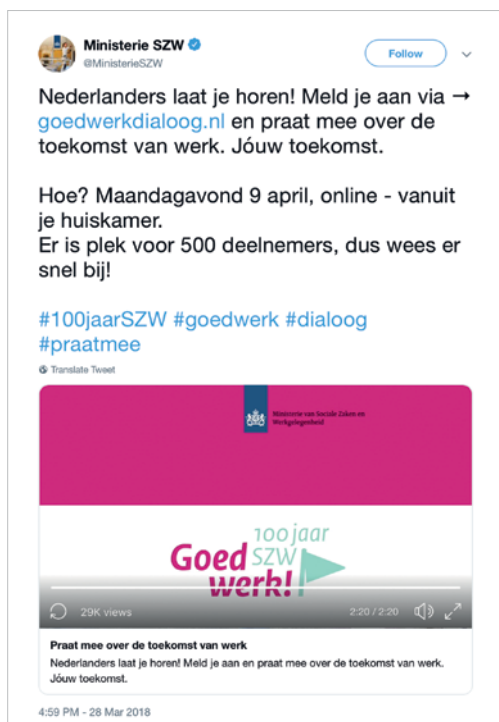 Ministerie SZW
@MinisterieSZW
Follow
Nederlanders laat je horen! Meld je aan via →
goedwerkdialoog.nl en praat mee over de
toekomst van werk. Jóuw toekomst.
Hoe? Maandagavond 9 april, online - vanuit
je huiskamer.
Er is plek voor 500 deelnemers, dus wees er
snel bij!
#100jaarSZW #goedwerk #dialoog
#praatmee
Translate Tweet
Ministerie van Sociale Zaken en
Werkgelegenheid
100 jaar
Goed SZW
werk!
29K views
2:20 / 2:20
Praat mee over de toekomst van werk
Nederlanders laat je horen! Meld je aan en praat mee over de toekomst van werk.
Jóuw toekomst.
4:59 PM - 28 Mar 2018